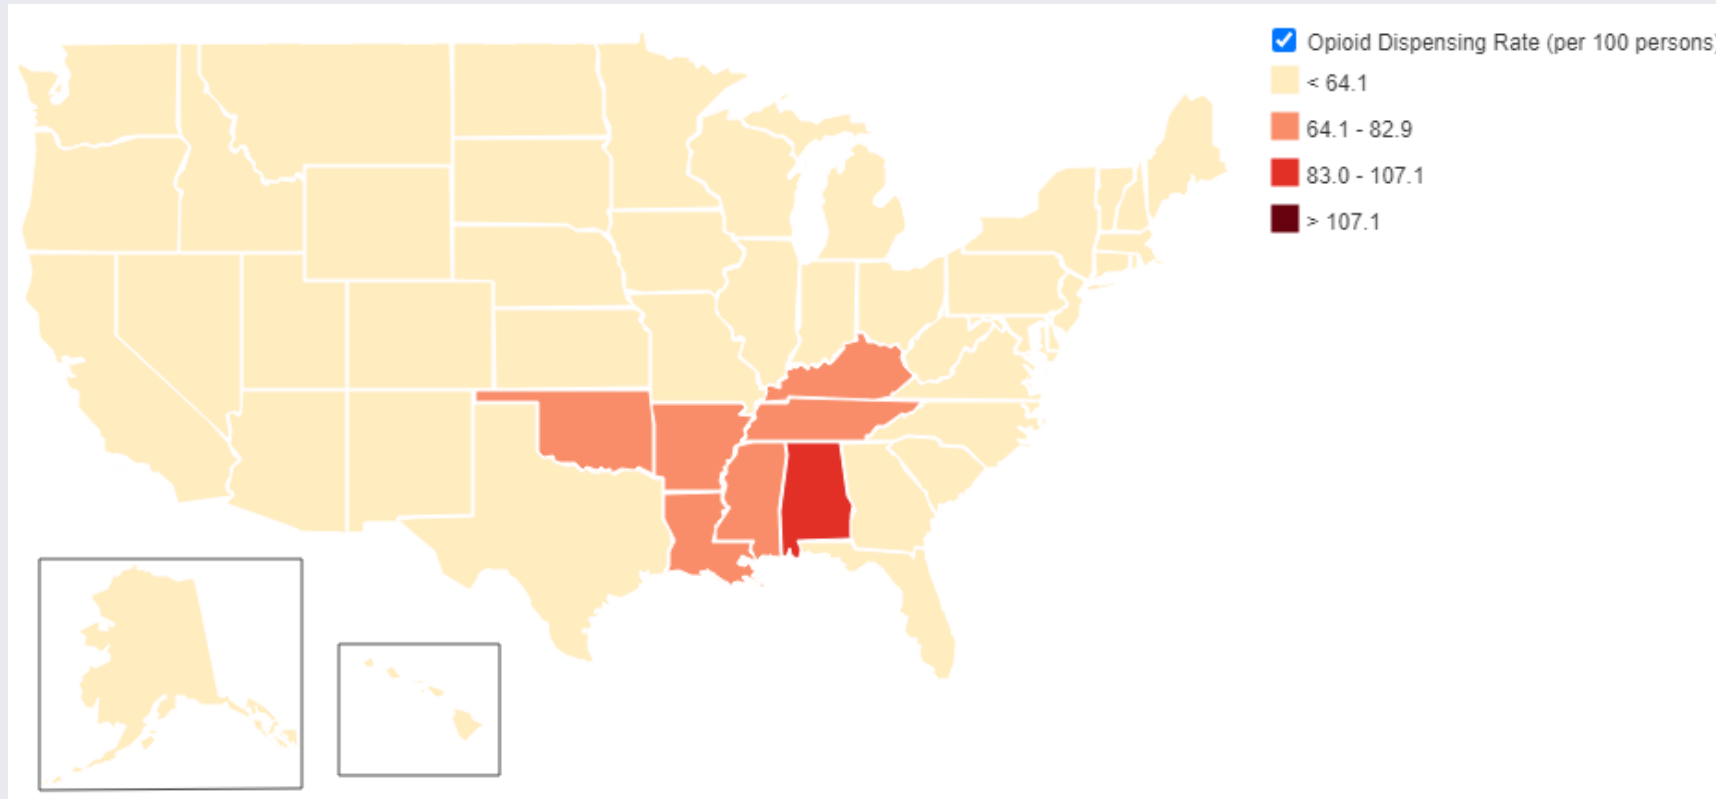 Opioid Dispensing Rate (per 100 persons)
< 64.1
64.1 - 82.9
83.0 - 107.1
> 107.1